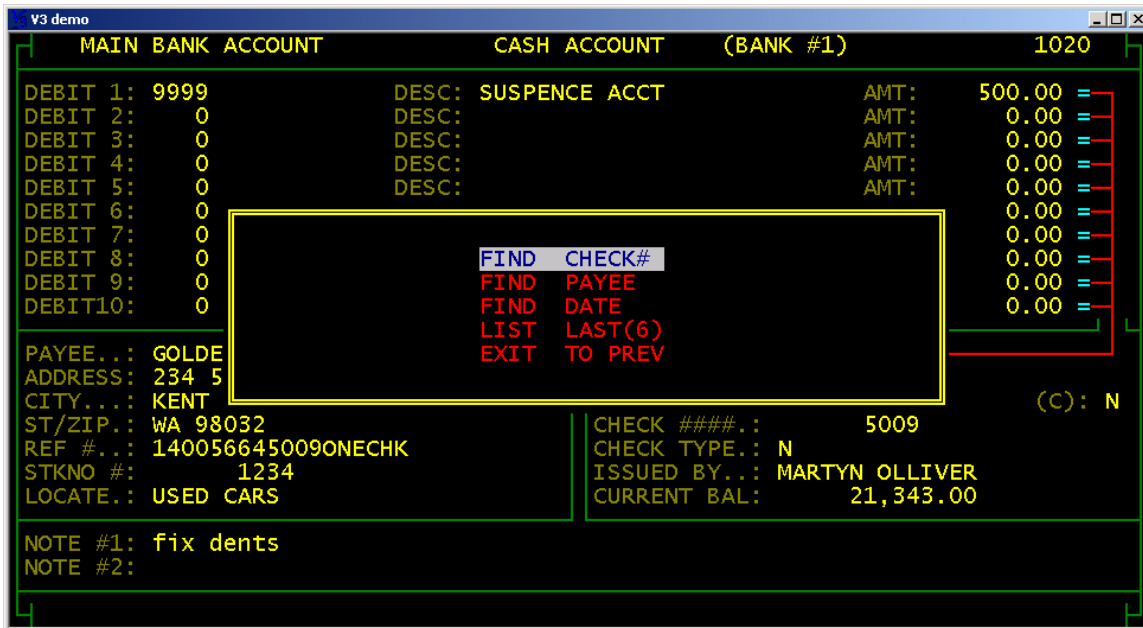 V3 demo
MAIN BANK ACCOUNT CASH ACCOUNT (BANK #1) 1020
DEBIT 1: 9999 DESC: SUSPENCE ACCT AMT: 500.00 =
DEBIT 2: 0 DESC: AMT: 0.00 =
DEBIT 3: 0 DESC: AMT: 0.00 =
DEBIT 4: 0 DESC: AMT: 0.00 =
DEBIT 5: 0 DESC: AMT: 0.00 =
DEBIT 6: 0 0.00 =
DEBIT 7: 0 0.00 =
DEBIT 8: 0 FIND CHECK# 0.00 =
DEBIT 9: 0 FIND PAYEE 0.00 =
DEBIT10: 0 FIND DATE 0.00 =
LIST LAST(6)
PAYEE..: GOLDE EXIT TO PREV
ADDRESS: 234 5
CITY...: KENT (C): N
ST/ZIP.: WA 98032 CHECK ####.: 5009
REF #..: 140056645009ONECHK CHECK TYPE.: N
STKNO #: 1234 ISSUED BY..: MARTYN OLLIVER
LOCATE.: USED CARS CURRENT BAL: 21,343.00
NOTE #1: fix dents
NOTE #2: